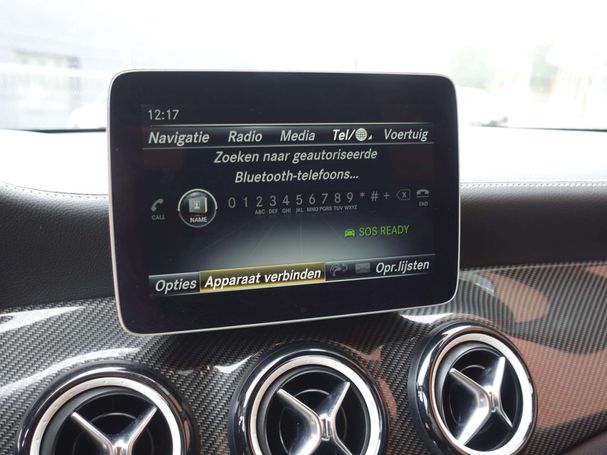 12:17
Navigatie Radio Media Tel/ Voertuig
Zoeken naar geautoriseerde
Bluetooth-telefoons...
CALL NAME 0 1 2 3 4 5 6 7 8 9 * # + END
ABC DEF GHI JKL MNO PQRS TUV WXYZ
SOS READY
Opties Apparaat verbinden Opr.lijsten